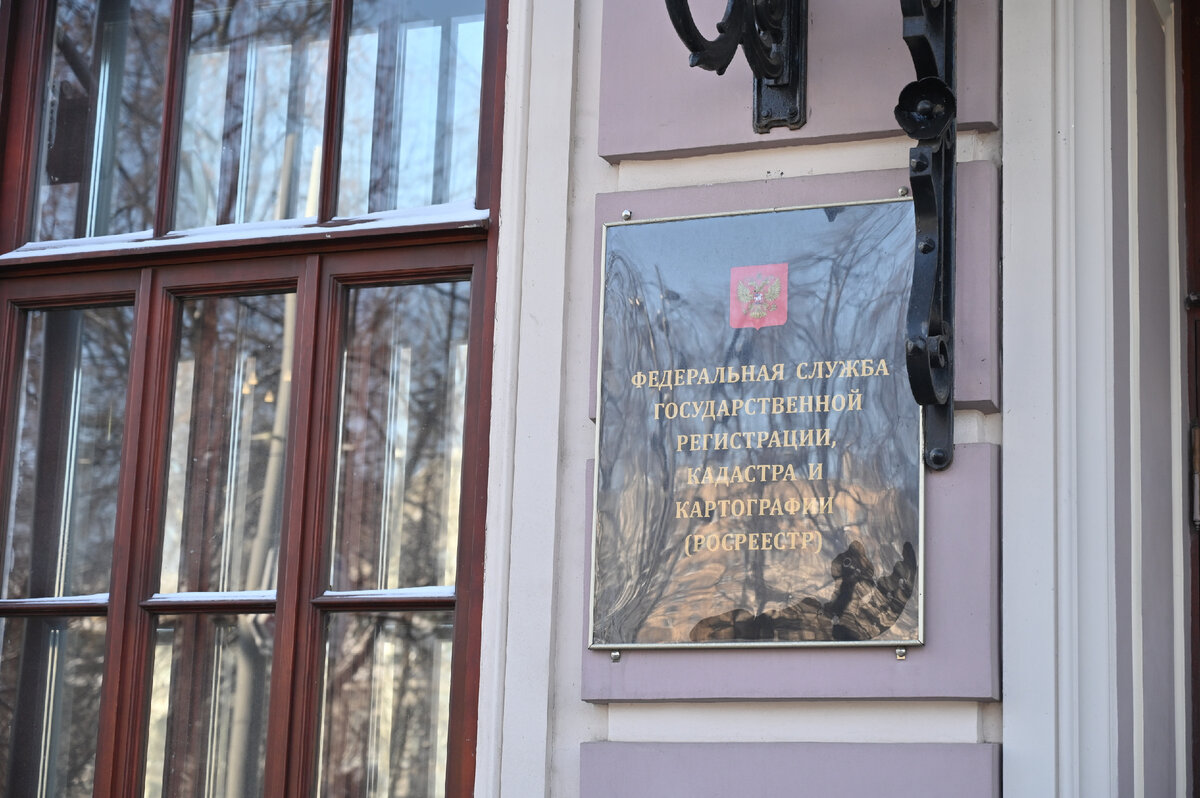 ФЕДЕРАЛЬНАЯ СЛУЖБА
ГОСУДАРСТВЕННОЙ
РЕГИСТРАЦИИ,
КАДАСТРА И
КАРТОГРАФИИ
(РОСРЕЕСТР)